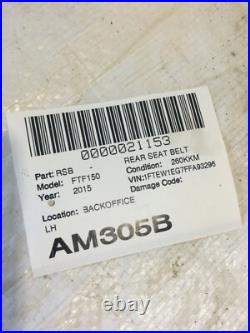 0000021153
Part: RSB - REAR SEAT BELT
Model: FTF150 Condition: 260KKM
Year: 2015 VIN:1FTEW1EG7FFA93295
Damage Code:
Location: BACKOFFICE
LH
AM305B